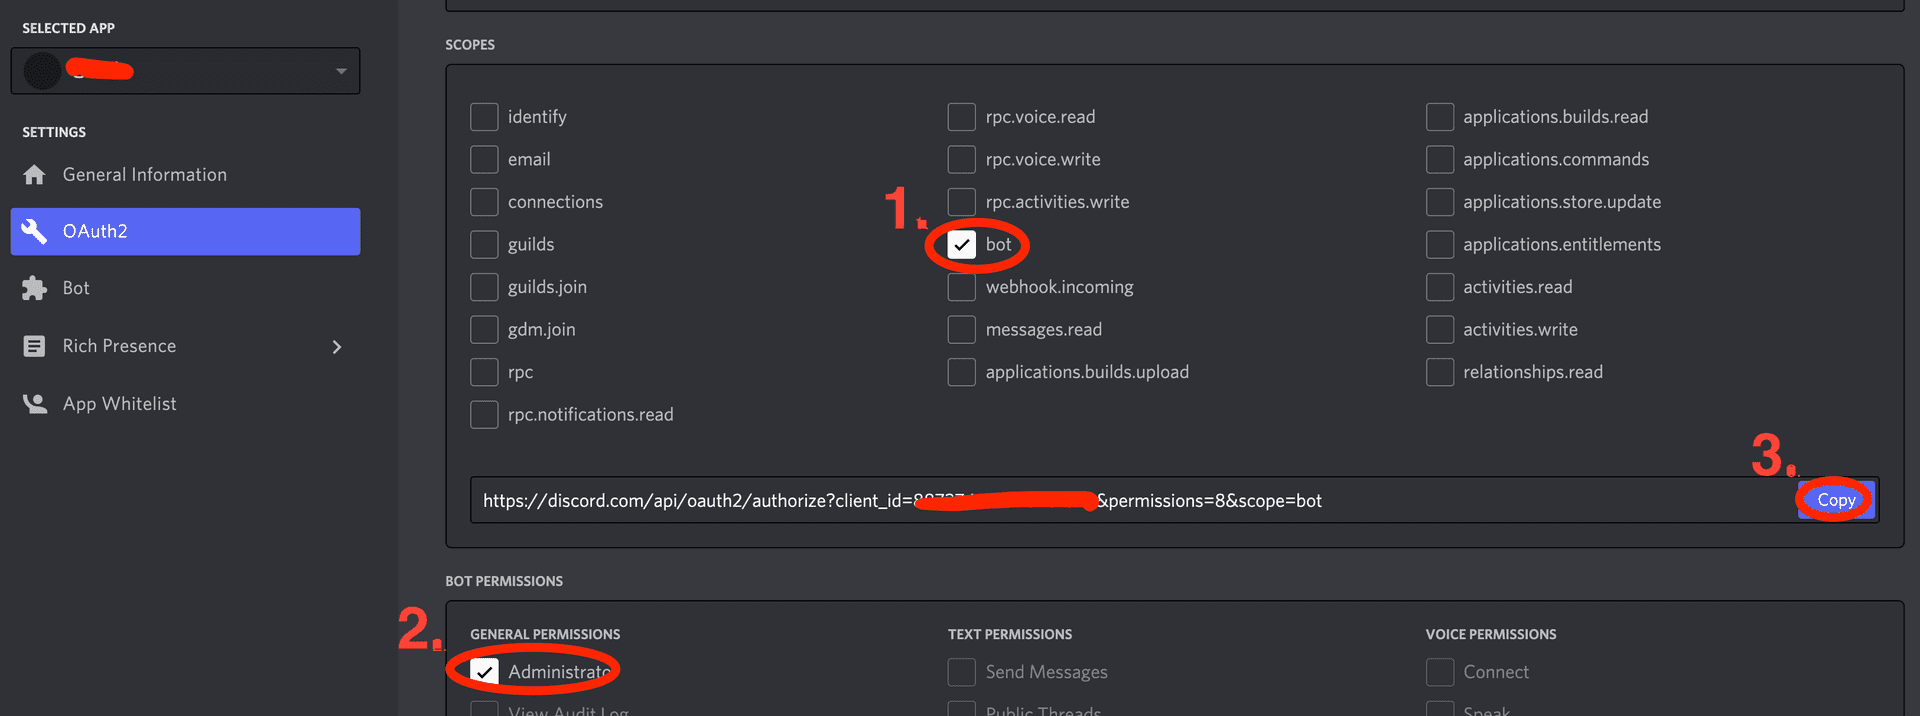 SELECTED APP
SETTINGS
General Information
OAuth2
Bot
Rich Presence
App Whitelist
SCOPES
identify
email
connections
guilds
guilds.join
gdm.join
rpc
rpc.notifications.read
rpc.voice.read
rpc.voice.write
rpc.activities.write
1.
bot
webhook.incoming
messages.read
applications.builds.upload
applications.builds.read
applications.commands
applications.store.update
applications.entitlements
activities.read
activities.write
relationships.read
3.
https://discord.com/api/oauth2/authorize?client_id= &permissions=8&scope=bot
Copy
BOT PERMISSIONS
2.
GENERAL PERMISSIONS
Administrator
View Audit Log
TEXT PERMISSIONS
Send Messages
Public Threads
VOICE PERMISSIONS
Connect
Speak